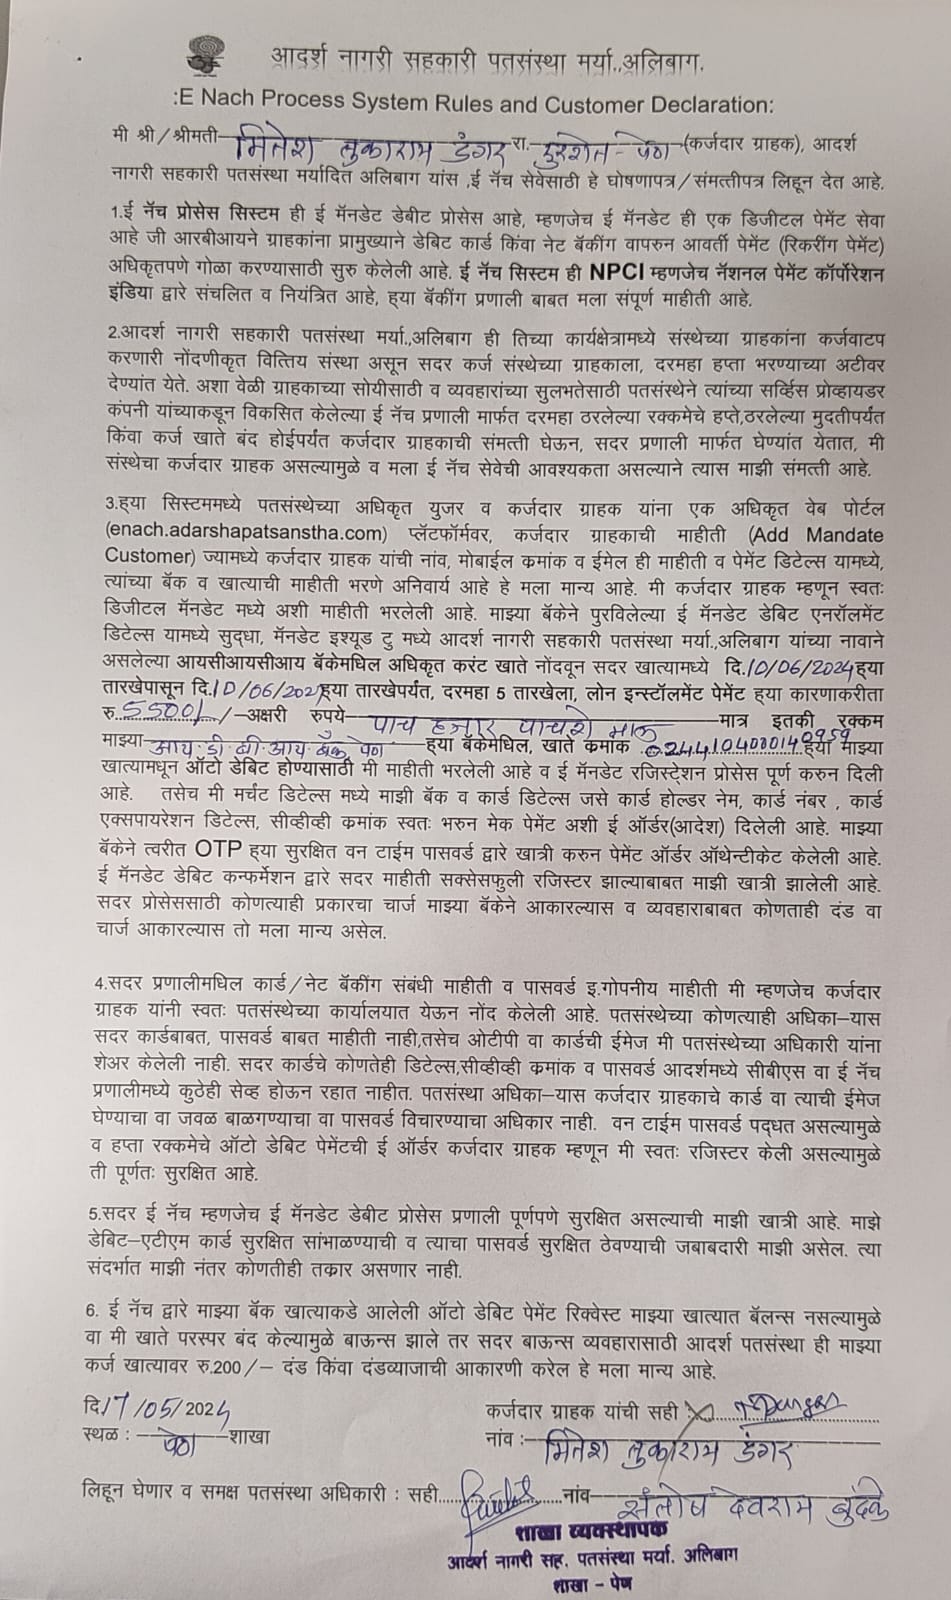 आदर्श नागरी सहकारी पतसंस्था मर्या.,अलिबाग.
:E Nach Process System Rules and Customer Declaration:
मी श्री/श्रीमती मितेश तुकाराम डंगर रा. दुरशेत - पेण (कर्जदार ग्राहक), आदर्श
नागरी सहकारी पतसंस्था मर्यादित अलिबाग यांस ,ई नॅच सेवेसाठी हे घोषणापत्र/संमत्तीपत्र लिहून देत आहे.
1.ई नॅच प्रोसेस सिस्टम ही ई मॅनडेट डेबीट प्रोसेस आहे, म्हणजेच ई मॅनडेट ही एक डिजीटल पेमेंट सेवा
आहे जी आरबीआयने ग्राहकांना प्रामुख्याने डेबिट कार्ड किंवा नेट बॅकींग वापरुन आवर्ती पेमेंट (रिकरींग पेमेंट)
अधिकृतपणे गोळा करण्यासाठी सुरु केलेली आहे. ई नॅच सिस्टम ही NPCI म्हणजेच नॅशनल पेमेंट कॉर्पोरेशन
इंडिया द्वारे संचलित व नियंत्रित आहे, ह्या बॅकींग प्रणाली बाबत मला संपूर्ण माहीती आहे.
2.आदर्श नागरी सहकारी पतसंस्था मर्या.,अलिबाग ही तिच्या कार्यक्षेत्रामध्ये संस्थेच्या ग्राहकांना कर्जवाटप
करणारी नोंदणीकृत वित्तिय संस्था असून सदर कर्ज संस्थेच्या ग्राहकाला, दरमहा हप्ता भरण्याच्या अटीवर
देण्यांत येते. अशा वेळी ग्राहकाच्या सोयीसाठी व व्यवहारांच्या सुलभतेसाठी पतसंस्थेने त्यांच्या सर्व्हिस प्रोव्हायडर
कंपनी यांच्याकडून विकसित केलेल्या ई नॅच प्रणाली मार्फत दरमहा ठरलेल्या रक्कमेचे हप्ते,ठरलेल्या मुदतीपर्यंत
किंवा कर्ज खाते बंद होईपर्यंत कर्जदार ग्राहकाची संमत्ती घेऊन, सदर प्रणाली मार्फत घेण्यांत येतात, मी
संस्थेचा कर्जदार ग्राहक असल्यामुळे व मला ई नॅच सेवेची आवश्यकता असल्याने त्यास माझी संमत्ती आहे.
3.ह्या सिस्टममध्ये पतसंस्थेच्या अधिकृत युजर व कर्जदार ग्राहक यांना एक अधिकृत वेब पोर्टल
(enach.adarshapatsanstha.com) प्लॅटफॉर्मवर, कर्जदार ग्राहकाची माहीती (Add Mandate
Customer) ज्यामध्ये कर्जदार ग्राहक यांची नांव, मोबाईल क्रमांक व ईमेल ही माहीती व पेमेंट डिटेल्स यामध्ये,
त्यांच्या बॅक व खात्याची माहीती भरणे अनिवार्य आहे हे मला मान्य आहे. मी कर्जदार ग्राहक म्हणून स्वतः
डिजीटल मॅनडेट मध्ये अशी माहीती भरलेली आहे. माझ्या बॅकेने पुरविलेल्या ई मॅनडेट डेबिट एनरॉलमेंट
डिटेल्स यामध्ये सुद्धा, मॅनडेट इश्यूड टु मध्ये आदर्श नागरी सहकारी पतसंस्था मर्या.,अलिबाग यांच्या नावाने
असलेल्या आयसीआयसीआय बॅकेमधिल अधिकृत करंट खाते नोंदवून सदर खात्यामध्ये दि.10/06/2024ह्या
तारखेपासून दि.10/06/202 ह्या तारखेपर्यंत, दरमहा 5 तारखेला, लोन इन्स्टॉलमेंट पेमेंट ह्या कारणाकरीता
रु. 5500/ /-अक्षरी रुपये पाच हजार पाचशे मात्र मात्र इतकी रक्कम
माझ्या आय.डी.बी.आय बँक पेण ह्या बॅकेमधिल, खाते क्रमांक ह्या माझ्या
खात्यामधून ऑटो डेबिट होण्यासाठी मी माहीती भरलेली आहे व ई मॅनडेट रजिस्ट्रेशन प्रोसेस पूर्ण करुन दिली
आहे. तसेच मी मर्चंट डिटेल्स मध्ये माझी बॅक व कार्ड डिटेल्स जसे कार्ड होल्डर नेम, कार्ड नंबर , कार्ड
एक्सपायरेशन डिटेल्स, सीव्हीव्ही क्रमांक स्वतः भरुन मेक पेमेंट अशी ई ऑर्डर(आदेश) दिलेली आहे. माझ्या
बॅकेने त्वरीत OTP ह्या सुरक्षित वन टाईम पासवर्ड द्वारे खात्री करुन पेमेंट ऑर्डर ऑथेन्टीकेट केलेली आहे.
ई मॅनडेट डेबिट कन्फर्मेशन द्वारे सदर माहीती सक्सेसफुली रजिस्टर झाल्याबाबत माझी खात्री झालेली आहे.
सदर प्रोसेससाठी कोणत्याही प्रकारचा चार्ज माझ्या बॅकेने आकारल्यास व व्यवहाराबाबत कोणताही दंड वा
चार्ज आकारल्यास तो मला मान्य असेल.
4.सदर प्रणालीमधिल कार्ड/नेट बॅकींग संबंधी माहीती व पासवर्ड इ.गोपनीय माहीती मी म्हणजेच कर्जदार
ग्राहक यांनी स्वतः पतसंस्थेच्या कार्यालयात येऊन नोंद केलेली आहे. पतसंस्थेच्या कोणत्याही अधिका-यास
सदर कार्डबाबत, पासवर्ड बाबत माहीती नाही,तसेच ओटीपी वा कार्डची ईमेज मी पतसंस्थेच्या अधिकारी यांना
शेअर केलेली नाही. सदर कार्डचे कोणतेही डिटेल्स,सीव्हीव्ही क्रमांक व पासवर्ड आदर्शमध्ये सीबीएस वा ई नॅच
प्रणालीमध्ये कुठेही सेव्ह होऊन रहात नाहीत. पतसंस्था अधिका-यास कर्जदार ग्राहकाचे कार्ड वा त्याची ईमेज
घेण्याचा वा जवळ बाळगण्याचा वा पासवर्ड विचारण्याचा अधिकार नाही. वन टाईम पासवर्ड पद्धत असल्यामुळे
व हप्ता रक्कमेचे ऑटो डेबिट पेमेंटची ई ऑर्डर कर्जदार ग्राहक म्हणून मी स्वतः रजिस्टर केली असल्यामुळे
ती पूर्णतः सुरक्षित आहे.
5.सदर ई नॅच म्हणजेच ई मॅनडेट डेबीट प्रोसेस प्रणाली पूर्णपणे सुरक्षित असल्याची माझी खात्री आहे. माझे
डेबिट-एटीएम कार्ड सुरक्षित सांभाळण्याची व त्याचा पासवर्ड सुरक्षित ठेवण्याची जबाबदारी माझी असेल. त्या
संदर्भात माझी नंतर कोणतीही तक्रार असणार नाही.
6. ई नॅच द्वारे माझ्या बॅक खात्याकडे आलेली ऑटो डेबिट पेमेंट रिक्वेस्ट माझ्या खात्यात बॅलन्स नसल्यामुळे
वा मी खाते परस्पर बंद केल्यामुळे बाऊन्स झाले तर सदर बाऊन्स व्यवहारासाठी आदर्श पतसंस्था ही माझ्या
कर्ज खात्यावर रु.200/- दंड किंवा दंडव्याजाची आकारणी करेल हे मला मान्य आहे.
दि.17/05/2024
कर्जदार ग्राहक यांची सही :
स्थळ : पेण शाखा
नांव :- मितेश तुकाराम डंगर
लिहून घेणार व समक्ष पतसंस्था अधिकारी : सही नांव संतोष देवराम बुंदके
शाखा व्यवस्थापक
आदर्श नागरी सह. पतसंस्था मर्या. अलिबाग
शाखा - पेण